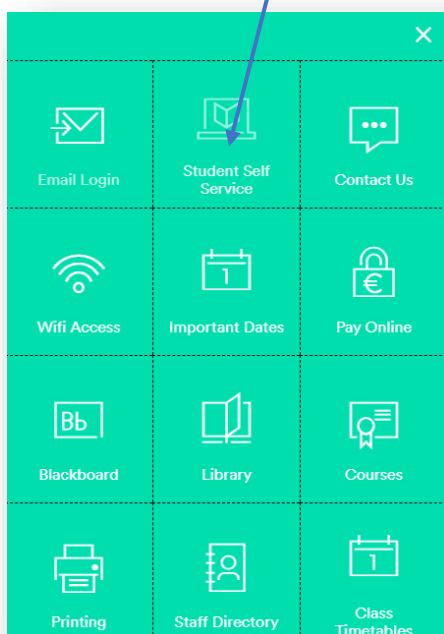 Email Login
Student Self
Service
Contact Us
1
€
Wifi Access
Important Dates
Pay Online
Bb
Blackboard
Library
Courses
1
Printing
Staff Directory
Class
Timetables